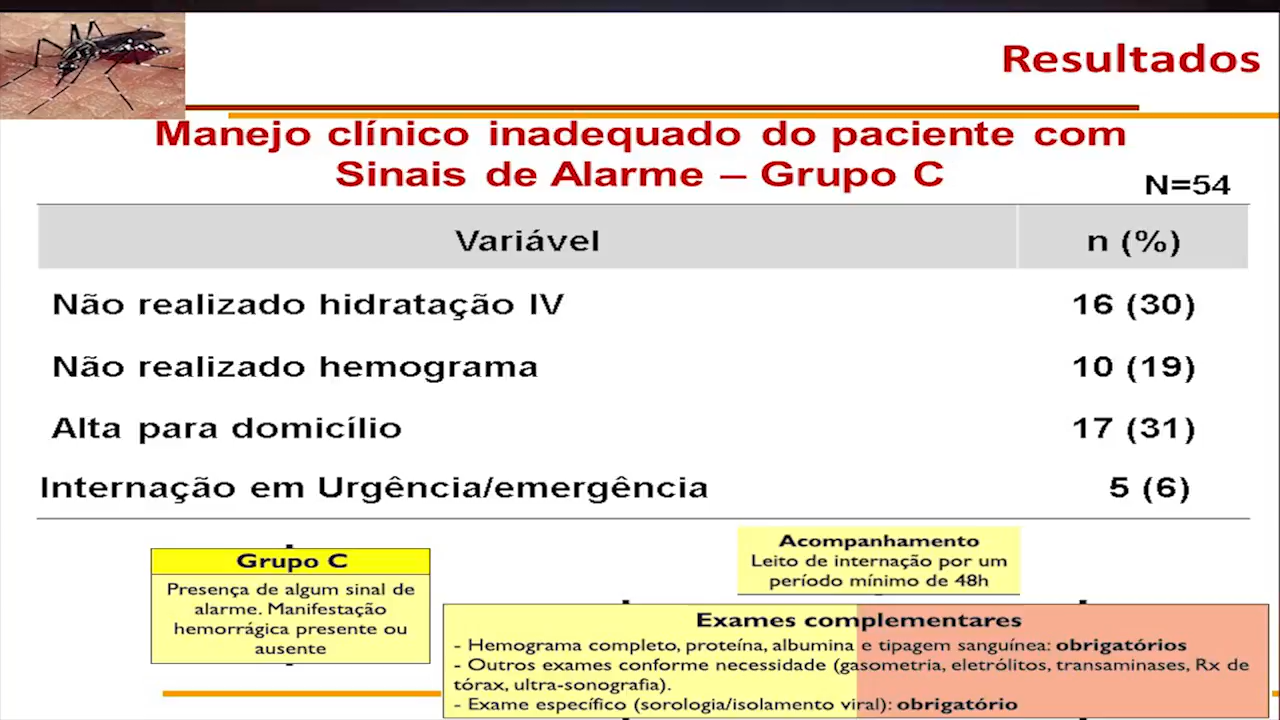 Resultados
Manejo clínico inadequado do paciente com
Sinais de Alarme – Grupo C
N=54
Variável n (%)
Não realizado hidratação IV 16 (30)
Não realizado hemograma 10 (19)
Alta para domicílio 17 (31)
Internação em Urgência/emergência 5 (6)
Grupo C
Presença de algum sinal de
alarme. Manifestação
hemorrágica presente ou
ausente
Acompanhamento
Leito de internação por um
período mínimo de 48h
Exames complementares
- Hemograma completo, proteína, albumina e tipagem sanguínea: obrigatórios
- Outros exames conforme necessidade (gasometria, eletrólitos, transaminases, Rx de
tórax, ultra-sonografia).
- Exame específico (sorologia/isolamento viral): obrigatório